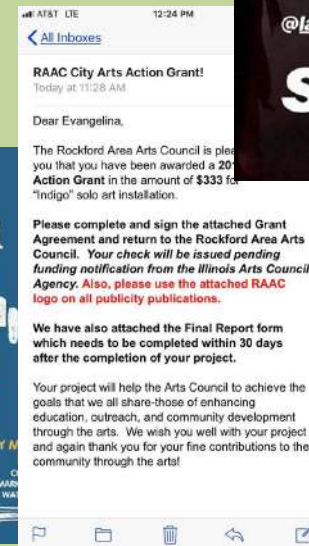 AT&T LTE 12:24 PM
All Inboxes
RAAC City Arts Action Grant!
Today at 11:28 AM
Dear Evangelina,
The Rockford Area Arts Council is
you that you have been awarded a
Action Grant in the amount of $333
"Indigo" solo art installation.
Please complete and sign the attached Grant
Agreement and return to the Rockford Area Arts
Council. Your check will be issued pending
funding notification from the Illinois Arts Council
Agency. Also, please use the attached RAAC
logo on all publicity publications.
We have also attached the Final Report form
which needs to be completed within 30 days
after the completion of your project.
Your project will help the Arts Council to achieve the
goals that we all share-those of enhancing
education, outreach, and community development
through the arts. We wish you well with your project
and again thank you for your fine contributions to the
community through the arts!